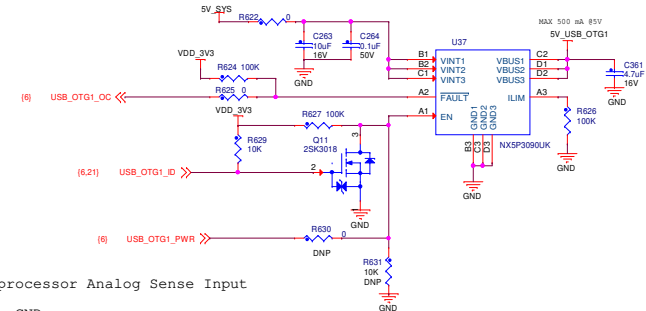 5V_SYS
R622 0
MAX 500 mA @5V
5V_USB_OTG1
C263
10uF
16V
C264
0.1uF
50V
GND
U37
B1 VINT1 VBUS1 C2
B2 VINT2 VBUS2 D1
C1 VINT3 VBUS3 D2
C361
4.7uF
16V
GND
VDD_3V3
R624 100K
R625 0
{6} USB_OTG1_OC
A2 FAULT ILIM A3
A1 EN
GND1
GND2
GND3
B3
C3
D3
NX5P3090UK
R626
100K
GND
GND
VDD_3V3
R627 100K
R629
10K
Q11
2SK3018
3
2
1
{6,21} USB_OTG1_ID
GND
{6} USB_OTG1_PWR
R630 0
DNP
R631
10K
DNP
GND
processor Analog Sense Input
GND